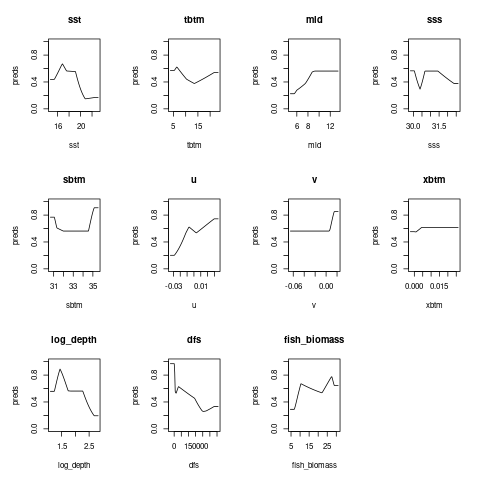 sst tbtm mld sss
preds 0.0 0.4 0.8 preds 0.0 0.4 0.8 preds 0.0 0.4 0.8 preds 0.0 0.4 0.8
16 20 5 15 6 8 12 30.0 31.5
sst tbtm mld sss
sbtm u v xbtm
preds 0.0 0.4 0.8 preds 0.0 0.4 0.8 preds 0.0 0.4 0.8 preds 0.0 0.4 0.8
31 33 35 -0.03 0.01 -0.06 0.00 0.000 0.015
sbtm u v xbtm
log_depth dfs fish_biomass
preds 0.0 0.4 0.8 preds 0.0 0.4 0.8 preds 0.0 0.4 0.8
1.5 2.5 0 150000 5 15 25
log_depth dfs fish_biomass